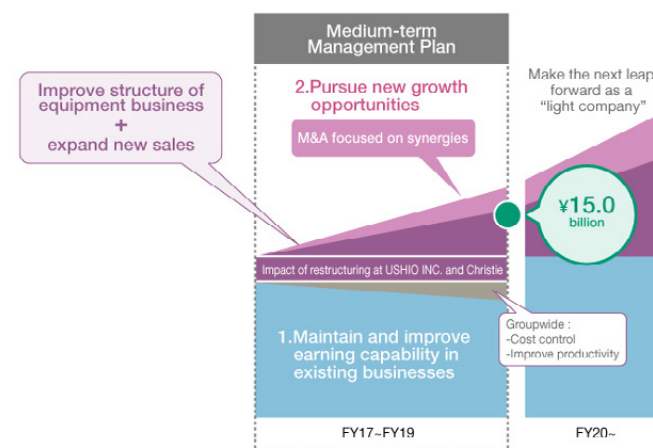 Medium-term
Management Plan
Improve structure of
equipment business
+
expand new sales
2.Pursue new growth
opportunities
M&A focused on synergies
Make the next leap
forward as a
“light company”
¥15.0
billion
Impact of restructuring at USHIO INC. and Christie
Groupwide :
-Cost control
-Improve productivity
1.Maintain and improve
earning capability in
existing businesses
FY17~FY19
FY20~